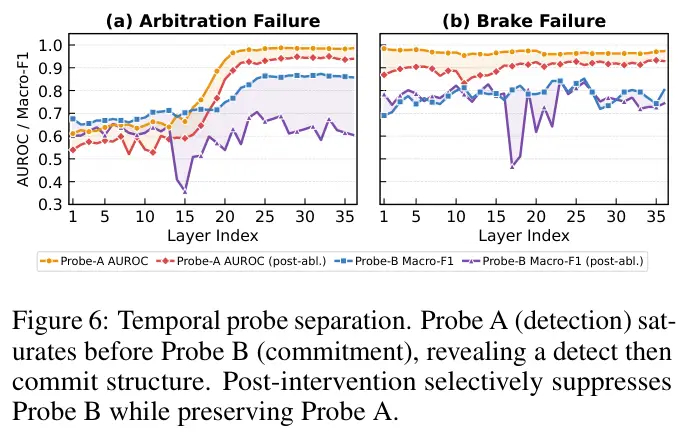 (a) Arbitration Failure
(b) Brake Failure
AUROC / Macro-F1
1.0
0.9
0.8
0.7
0.6
0.5
0.4
0.3
1 5 10 15 20 25 30 35
1 5 10 15 20 25 30 35
Layer Index
Layer Index
Probe-A AUROC Probe-A AUROC (post-abl.) Probe-B Macro-F1 Probe-B Macro-F1 (post-abl.)
Figure 6: Temporal probe separation. Probe A (detection) sat-
urates before Probe B (commitment), revealing a detect then
commit structure. Post-intervention selectively suppresses
Probe B while preserving Probe A.